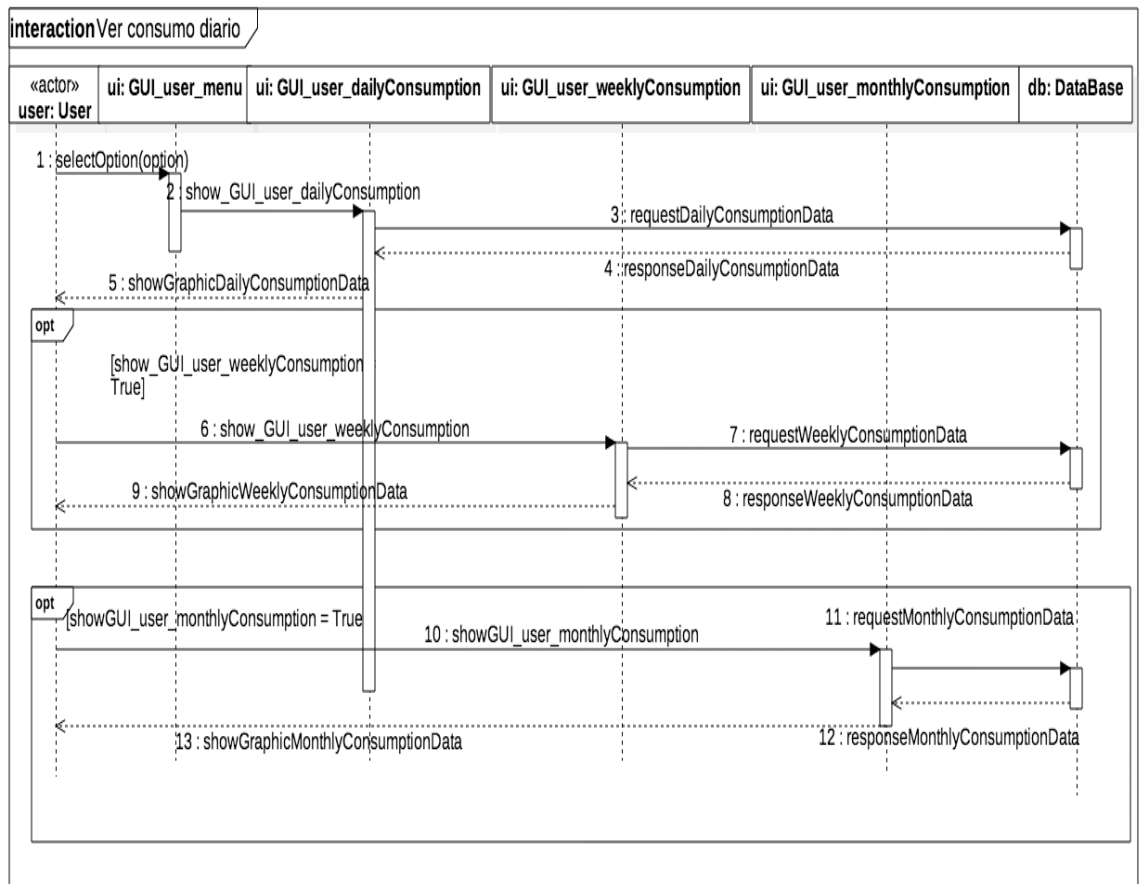 interaction Ver consumo diario
«actor»
user: User
ui: GUI_user_menu
ui: GUI_user_dailyConsumption
ui: GUI_user_weeklyConsumption
ui: GUI_user_monthlyConsumption
db: DataBase
1 : selectOption(option)
2 : show_GUI_user_dailyConsumption
3 : requestDailyConsumptionData
4 : responseDailyConsumptionData
5 : showGraphicDailyConsumptionData
opt
[show_GUI_user_weeklyConsumption
True]
6 : show_GUI_user_weeklyConsumption
7 : requestWeeklyConsumptionData
8 : responseWeeklyConsumptionData
9 : showGraphicWeeklyConsumptionData
opt
[showGUI_user_monthlyConsumption = True
10 : showGUI_user_monthlyConsumption
11 : requestMonthlyConsumptionData
12 : responseMonthlyConsumptionData
13 : showGraphicMonthlyConsumptionData